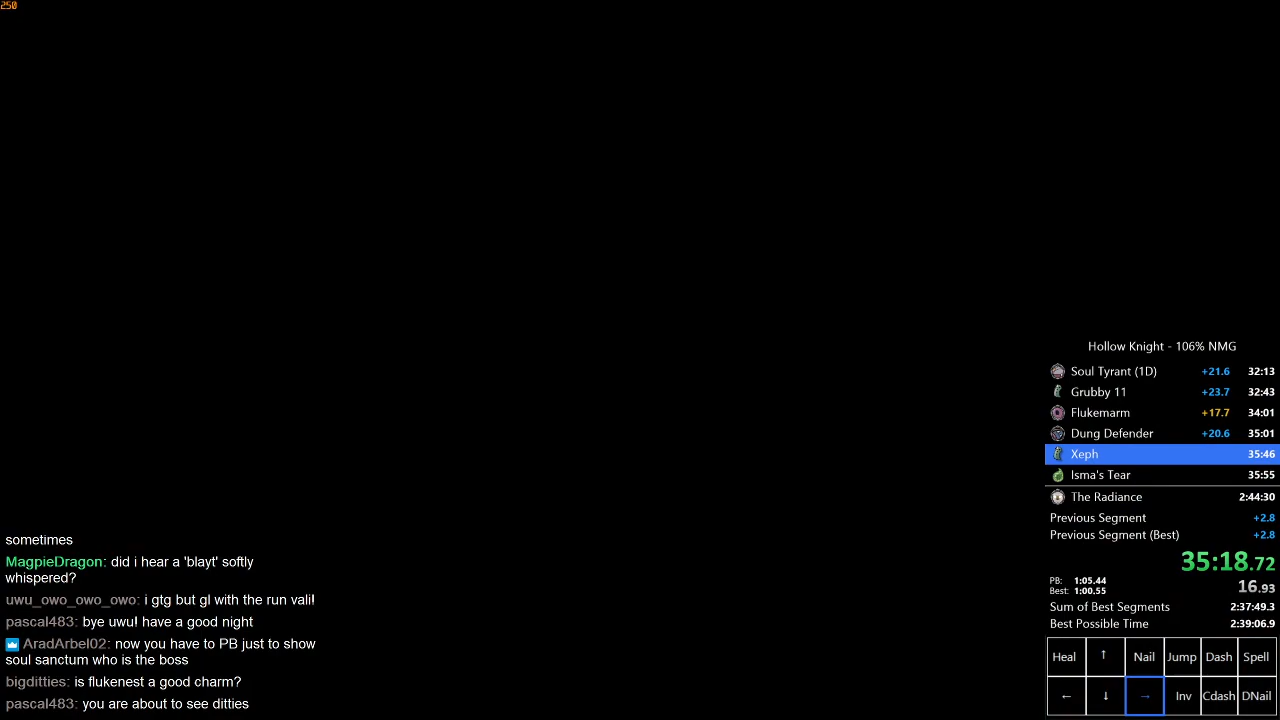 250
Hollow Knight - 106% NMG
Soul Tyrant (1D) +21.6 32:13
Grubby 11 +23.7 32:43
Flukemarm +17.7 34:01
Dung Defender +20.6 35:01
Xeph 35:46
Isma's Tear 35:55
The Radiance 2:44:30
Previous Segment +2.8
Previous Segment (Best) +2.8
35:18.72
PB: 1:05.44
Best: 1:00.55
16.93
Sum of Best Segments 2:37:49.3
Best Possible Time 2:39:06.9
Heal ↑ Nail Jump Dash Spell
← ↓ → Inv Cdash DNail
sometimes
MagpieDragon: did i hear a 'blayt' softly
whispered?
uwu_owo_owo_owo: i gtg but gl with the run vali!
pascal483: bye uwu! have a good night
AradArbel02: now you have to PB just to show
soul sanctum who is the boss
bigditties: is flukenest a good charm?
pascal483: you are about to see ditties